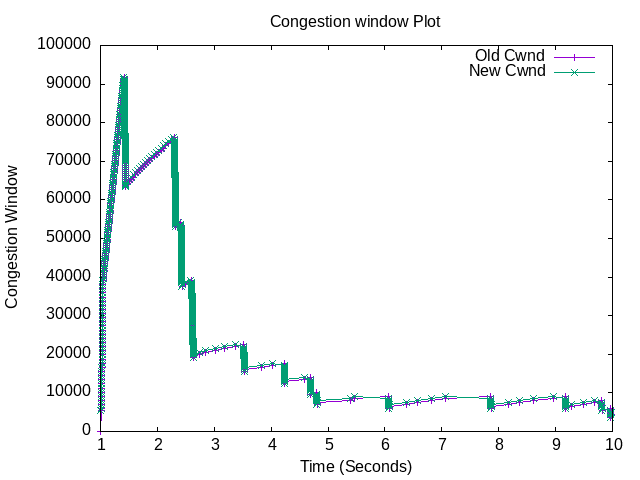 Congestion window Plot
100000
90000
80000
70000
60000
50000
40000
30000
20000
10000
0
Congestion Window
Old Cwnd
New Cwnd
1 2 3 4 5 6 7 8 9 10
Time (Seconds)